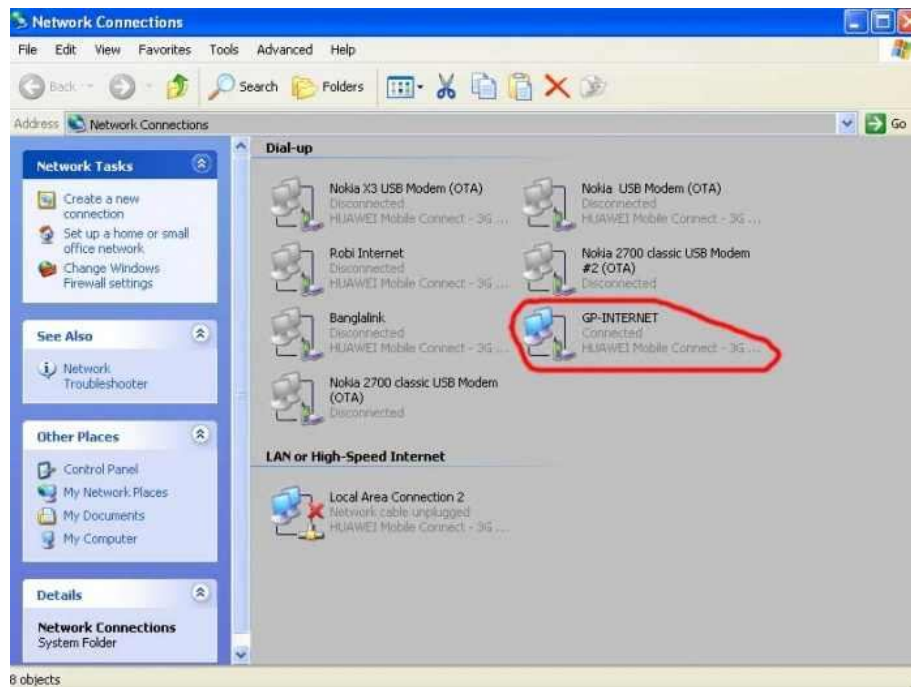 Network Connections
File Edit View Favorites Tools Advanced Help
Back Search Folders
Address Network Connections Go
Network Tasks
Create a new
connection
Set up a home or small
office network
Change Windows
Firewall settings
See Also
Network
Troubleshooter
Other Places
Control Panel
My Network Places
My Documents
My Computer
Details
Network Connections
System Folder
Dial-up
Nokia X3 USB Modem (OTA)
Disconnected
HUAWEI Mobile Connect - 3G ...
Nokia USB Modem (OTA)
Disconnected
HUAWEI Mobile Connect - 3G ...
Robi Internet
Disconnected
HUAWEI Mobile Connect - 3G ...
Nokia 2700 classic USB Modem
#2 (OTA)
Disconnected
Banglalink
Disconnected
HUAWEI Mobile Connect - 3G ...
GP-INTERNET
Connected
HUAWEI Mobile Connect - 3G ...
Nokia 2700 classic USB Modem
(OTA)
Disconnected
LAN or High-Speed Internet
Local Area Connection 2
Network cable unplugged
HUAWEI Mobile Connect - 3G ...
8 objects